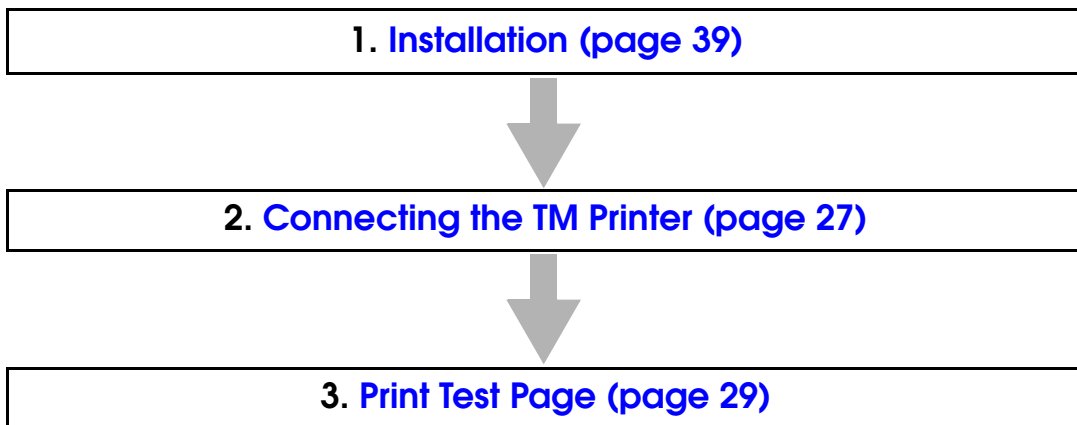 1. Installation (page 39)
2. Connecting the TM Printer (page 27)
3. Print Test Page (page 29)